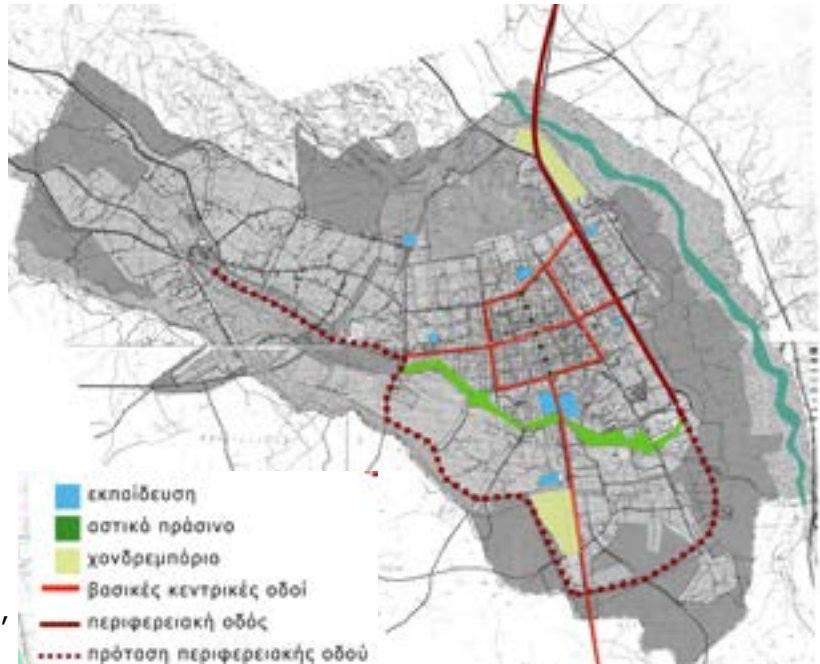 εκπαίδευση
αστικό πράσινο
χονδρεμπόριο
βασικές κεντρικές οδοί
περιφερειακή οδός
πρόταση περιφερειακής οδού